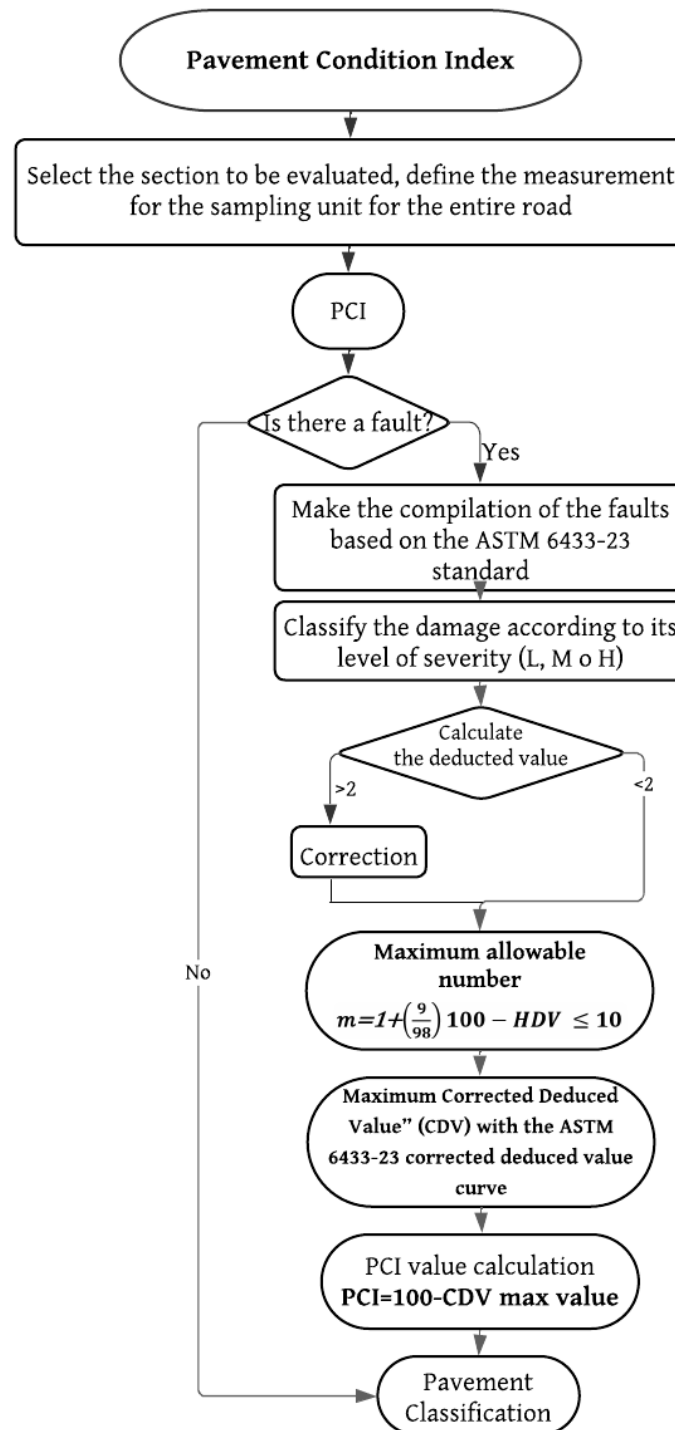 Pavement Condition Index
Select the section to be evaluated, define the measurement
for the sampling unit for the entire road
PCI
Is there a fault?
Yes
Make the compilation of the faults
based on the ASTM 6433-23
standard
Classify the damage according to its
level of severity (L, M o H)
Calculate
the deducted value
>2
<2
Correction
No
Maximum allowable
number
m=1+(9/98) 100 – HDV ≤ 10
Maximum Corrected Deduced
Value” (CDV) with the ASTM
6433-23 corrected deduced value
curve
PCI value calculation
PCI=100-CDV max value
Pavement
Classification